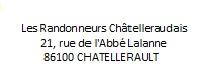 Les Randonneurs Châtelleraudais
21, rue de l'Abbé Lalanne
86100 CHATELLERAULT